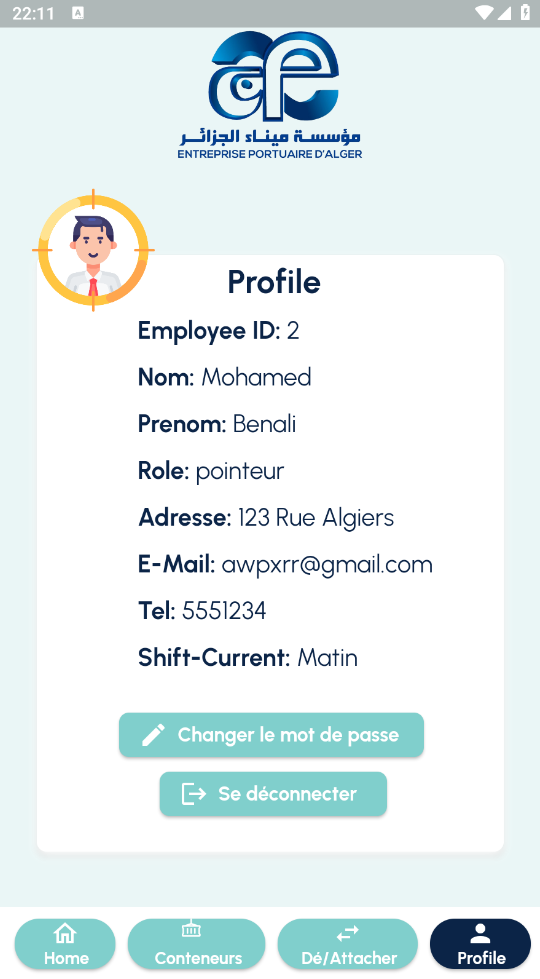 22:11
A
مؤسسة ميناء الجزائر
ENTREPRISE PORTUAIRE D'ALGER
Profile
Employee ID: 2
Nom: Mohamed
Prenom: Benali
Role: pointeur
Adresse: 123 Rue Algiers
E-Mail: awpxrr@gmail.com
Tel: 5551234
Shift-Current: Matin
Changer le mot de passe
Se déconnecter
Home
Conteneurs
Dé/Attacher
Profile